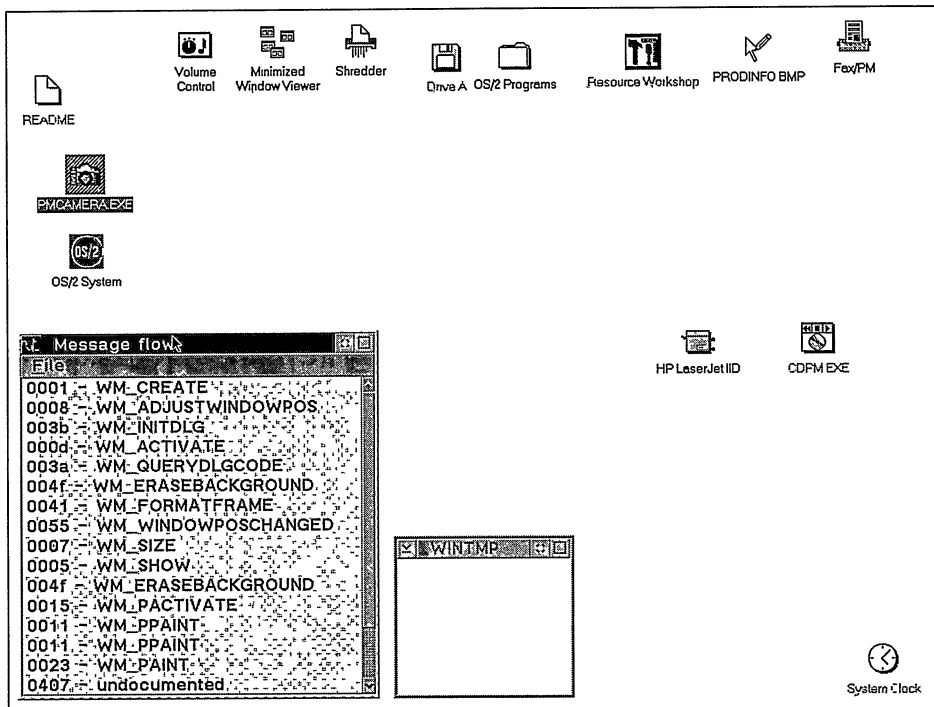 Volume
Control
Minimized
Window Viewer
Shredder
Drive A
OS/2 Programs
Resource Workshop
PRODINFO BMP
Fax/PM
README
PMCAMERA.EXE
OS/2
OS/2 System
HP LaserJet IID
CDPM EXE
Message flow
File
0001 - WM_CREATE
0008 - WM_ADJUSTWINDOWPOS
003b - WM_INITDLG
000d - WM_ACTIVATE
003a - WM_QUERYDLGCODE
004f - WM_ERASEBACKGROUND
0041 - WM_FORMATFRAME
0055 - WM_WINDOWPOSCHANGED
0007 - WM_SIZE
0005 - WM_SHOW
004f - WM_ERASEBACKGROUND
0015 - WM_PACTIVATE
0011 - WM_PPAINT
0011 - WM_PPAINT
0023 - WM_PAINT
0407 - undocumented
WINTMP
System Clock